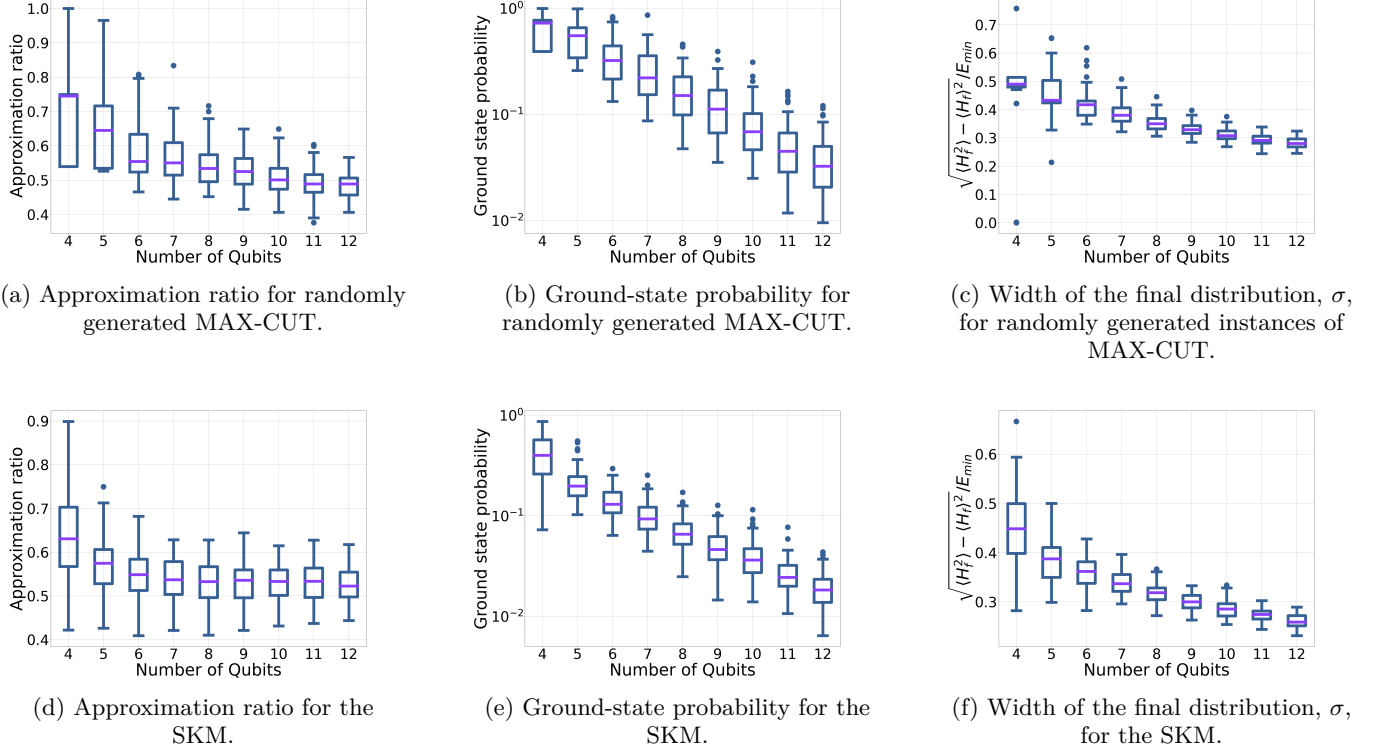 Approximation ratio
1.0
0.9
0.8
0.7
0.6
0.5
0.4
4 5 6 7 8 9 10 11 12
Number of Qubits
(a) Approximation ratio for randomly
generated MAX-CUT.
Ground state probability
10⁰
10⁻¹
10⁻²
4 5 6 7 8 9 10 11 12
Number of Qubits
(b) Ground-state probability for
randomly generated MAX-CUT.
√⟨H_f²⟩ − ⟨H_f⟩²/E_min
0.7
0.6
0.5
0.4
0.3
0.2
0.1
0.0
4 5 6 7 8 9 10 11 12
Number of Qubits
(c) Width of the final distribution, σ,
for randomly generated instances of
MAX-CUT.
Approximation ratio
0.9
0.8
0.7
0.6
0.5
0.4
4 5 6 7 8 9 10 11 12
Number of Qubits
(d) Approximation ratio for the
SKM.
Ground state probability
10⁰
10⁻¹
10⁻²
4 5 6 7 8 9 10 11 12
Number of Qubits
(e) Ground-state probability for the
SKM.
√⟨H_f²⟩ − ⟨H_f⟩²/E_min
0.6
0.5
0.4
0.3
4 5 6 7 8 9 10 11 12
Number of Qubits
(f) Width of the final distribution, σ,
for the SKM.